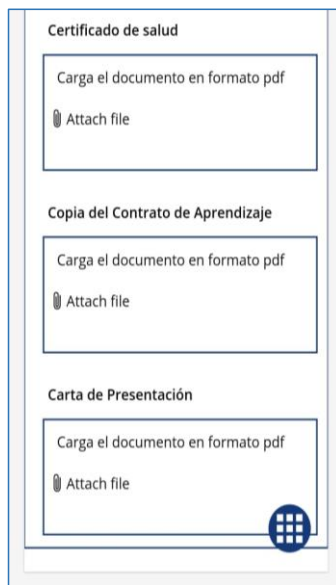 Certificado de salud
Carga el documento en formato pdf
Attach file
Copia del Contrato de Aprendizaje
Carga el documento en formato pdf
Attach file
Carta de Presentación
Carga el documento en formato pdf
Attach file